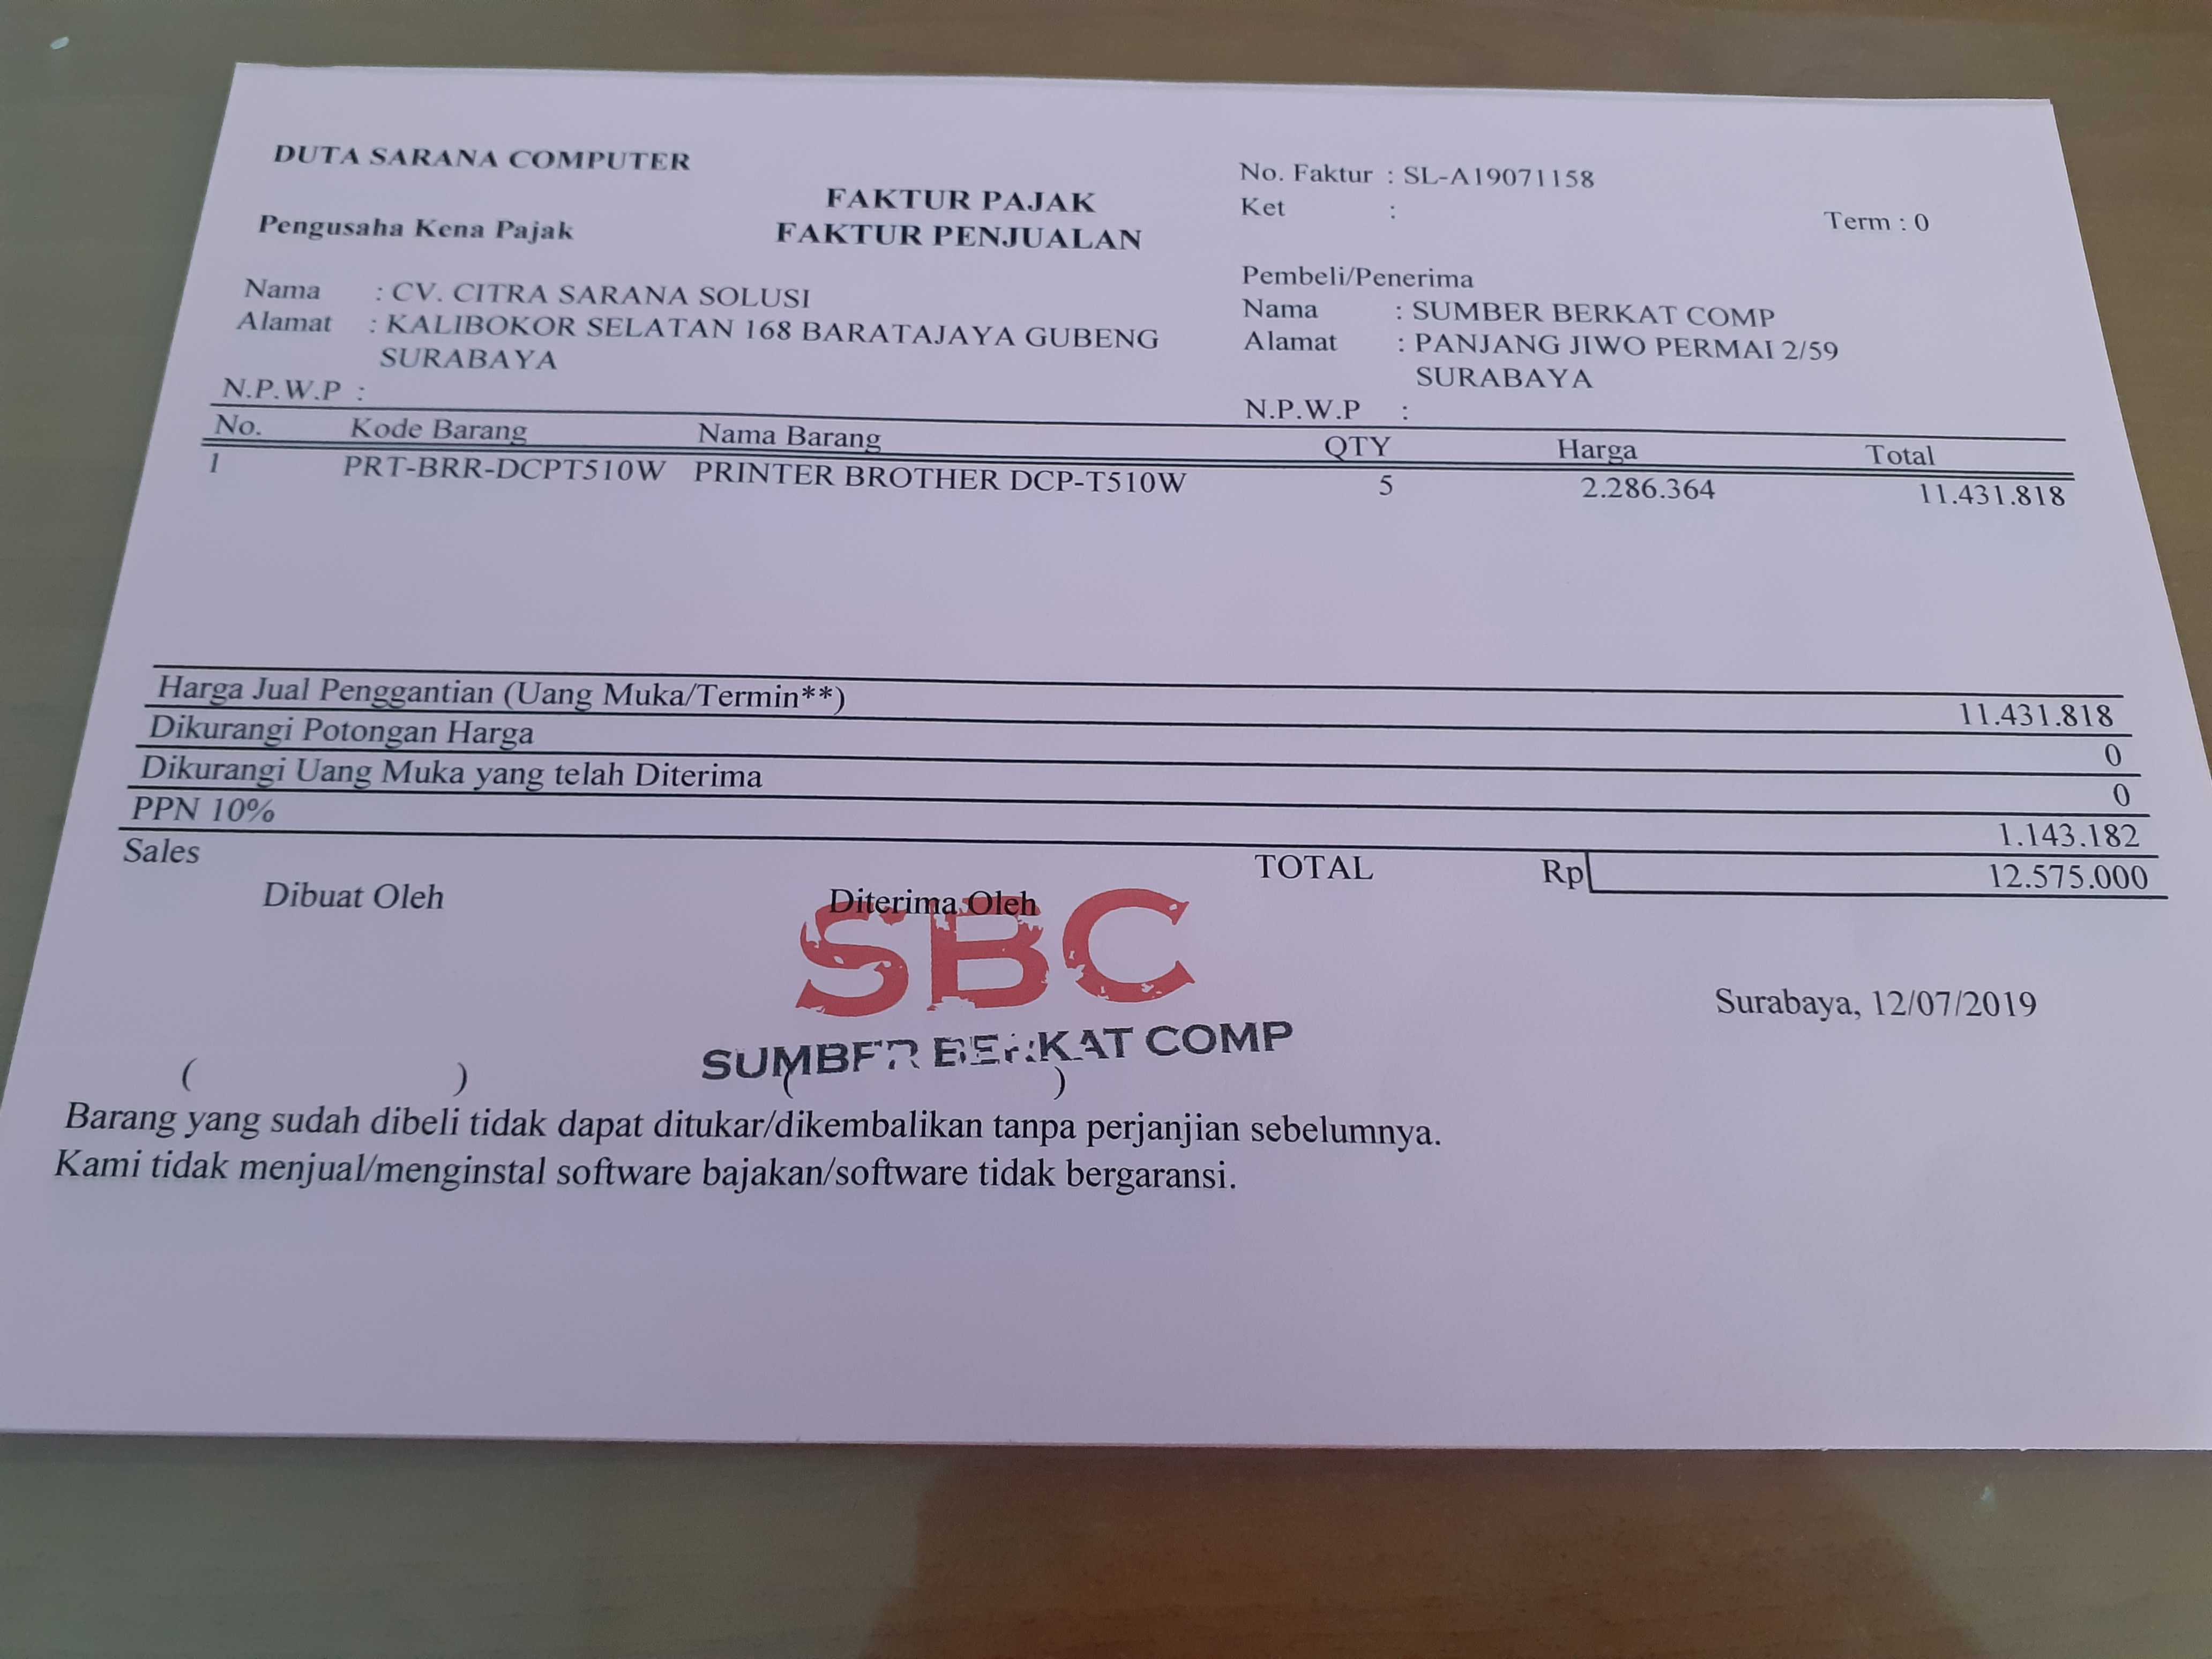 DUTA SARANA COMPUTER
FAKTUR PAJAK
FAKTUR PENJUALAN
No. Faktur : SL-A19071158
Ket :
Term : 0
Pengusaha Kena Pajak
Nama : CV. CITRA SARANA SOLUSI
Alamat : KALIBOKOR SELATAN 168 BARATAJAYA GUBENG
SURABAYA
N.P.W.P :
Pembeli/Penerima
Nama : SUMBER BERKAT COMP
Alamat : PANJANG JIWO PERMAI 2/59
SURABAYA
N.P.W.P :
No. Kode Barang Nama Barang QTY Harga Total
1 PRT-BRR-DCPT510W PRINTER BROTHER DCP-T510W 5 2.286.364 11.431.818
Harga Jual Penggantian (Uang Muka/Termin**) 11.431.818
Dikurangi Potongan Harga 0
Dikurangi Uang Muka yang telah Diterima 0
PPN 10% 1.143.182
Sales TOTAL Rp 12.575.000
Dibuat Oleh Diterima Oleh
SBC
SUMBER BERKAT COMP
Surabaya, 12/07/2019
( ) ( )
Barang yang sudah dibeli tidak dapat ditukar/dikembalikan tanpa perjanjian sebelumnya.
Kami tidak menjual/menginstal software bajakan/software tidak bergaransi.